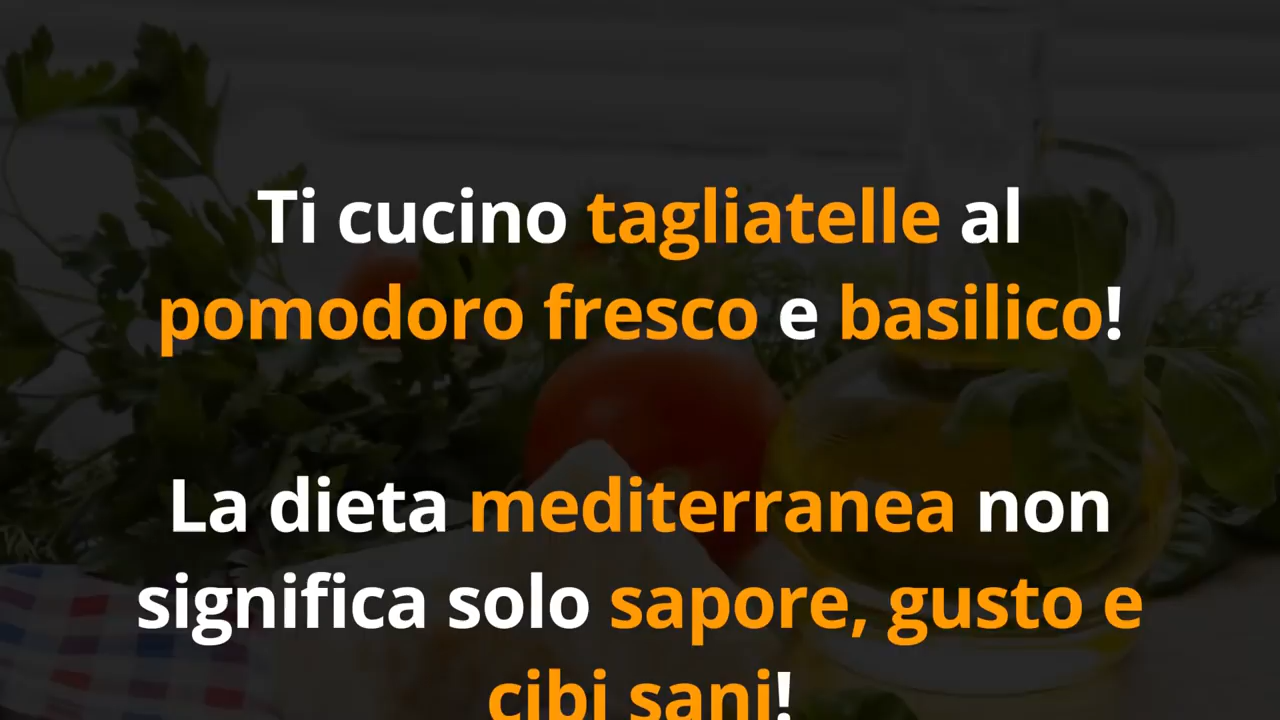 Ti cucino tagliatelle al
pomodoro fresco e basilico!
La dieta mediterranea non
significa solo sapore, gusto e
cibi sani!